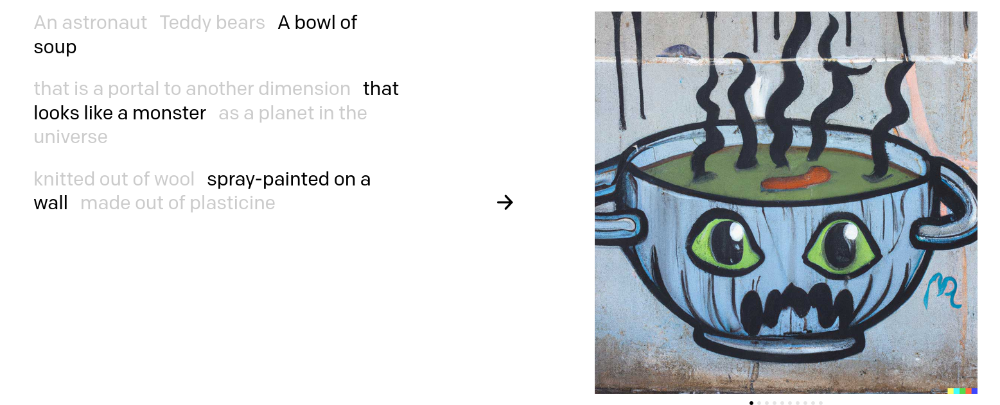 An astronaut Teddy bears A bowl of
soup
that is a portal to another dimension that
looks like a monster as a planet in the
universe
knitted out of wool spray-painted on a
wall made out of plasticine